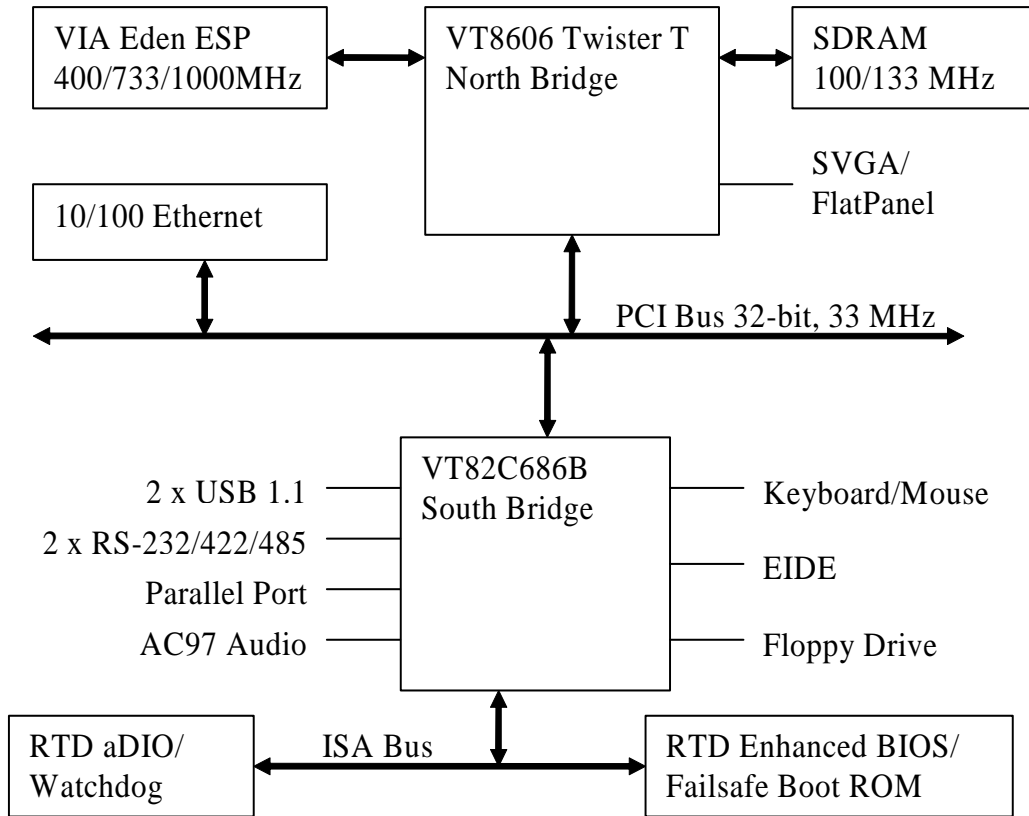 VIA Eden ESP
400/733/1000MHz
VT8606 Twister T
North Bridge
SDRAM
100/133 MHz
SVGA/
FlatPanel
10/100 Ethernet
PCI Bus 32-bit, 33 MHz
VT82C686B
South Bridge
2 x USB 1.1
2 x RS-232/422/485
Parallel Port
AC97 Audio
Keyboard/Mouse
EIDE
Floppy Drive
RTD aDIO/
Watchdog
ISA Bus
RTD Enhanced BIOS/
Failsafe Boot ROM